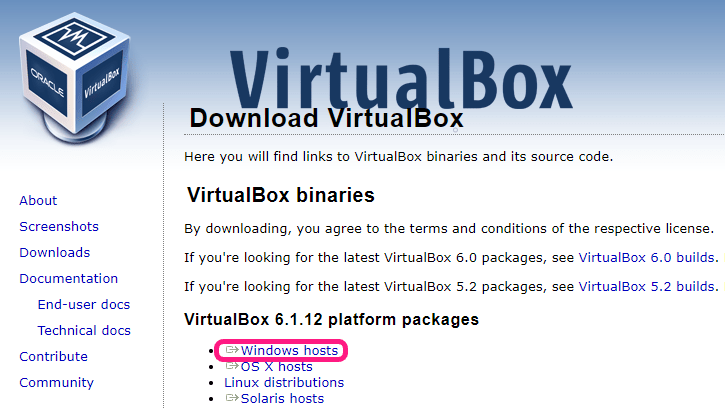 ORACLE
VirtualBox
VirtualBox
Download VirtualBox
Here you will find links to VirtualBox binaries and its source code.
VirtualBox binaries
By downloading, you agree to the terms and conditions of the respective license.
If you're looking for the latest VirtualBox 6.0 packages, see VirtualBox 6.0 builds.
If you're looking for the latest VirtualBox 5.2 packages, see VirtualBox 5.2 builds.
VirtualBox 6.1.12 platform packages
Windows hosts
OS X hosts
Linux distributions
Solaris hosts
About
Screenshots
Downloads
Documentation
End-user docs
Technical docs
Contribute
Community